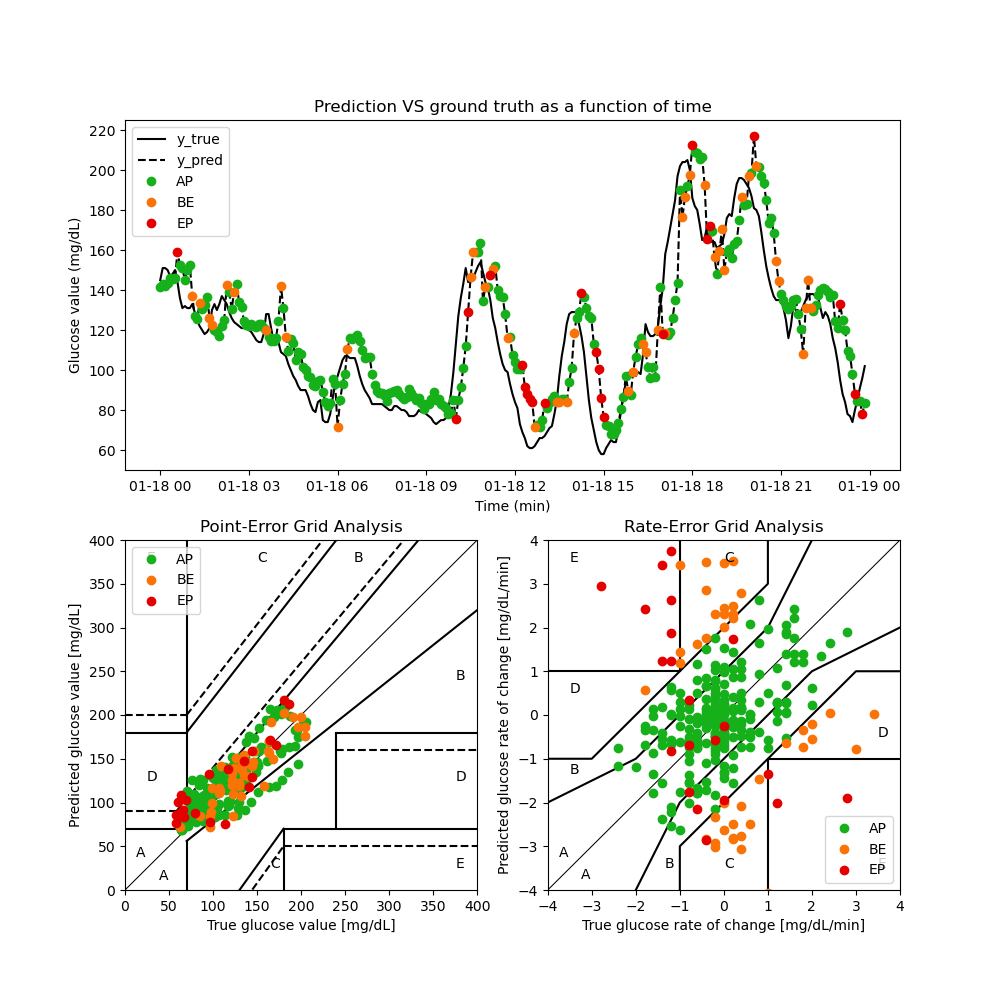 Prediction VS ground truth as a function of time
Glucose value (mg/dL)
220
200
180
160
140
120
100
80
60
y_true
y_pred
AP
BE
EP
01-18 00 01-18 03 01-18 06 01-18 09 01-18 12 01-18 15 01-18 18 01-18 21 01-19 00
Time (min)
Point-Error Grid Analysis
Predicted glucose value [mg/dL]
400
350
300
250
200
150
100
50
0
AP
BE
EP
C B
B
D D
A
A C E
0 50 100 150 200 250 300 350 400
True glucose value [mg/dL]
Rate-Error Grid Analysis
Predicted glucose rate of change [mg/dL/min]
4
3
2
1
0
−1
−2
−3
−4
E C
D
D
B
A
A B C
AP
BE
EP
−4 −3 −2 −1 0 1 2 3 4
True glucose rate of change [mg/dL/min]